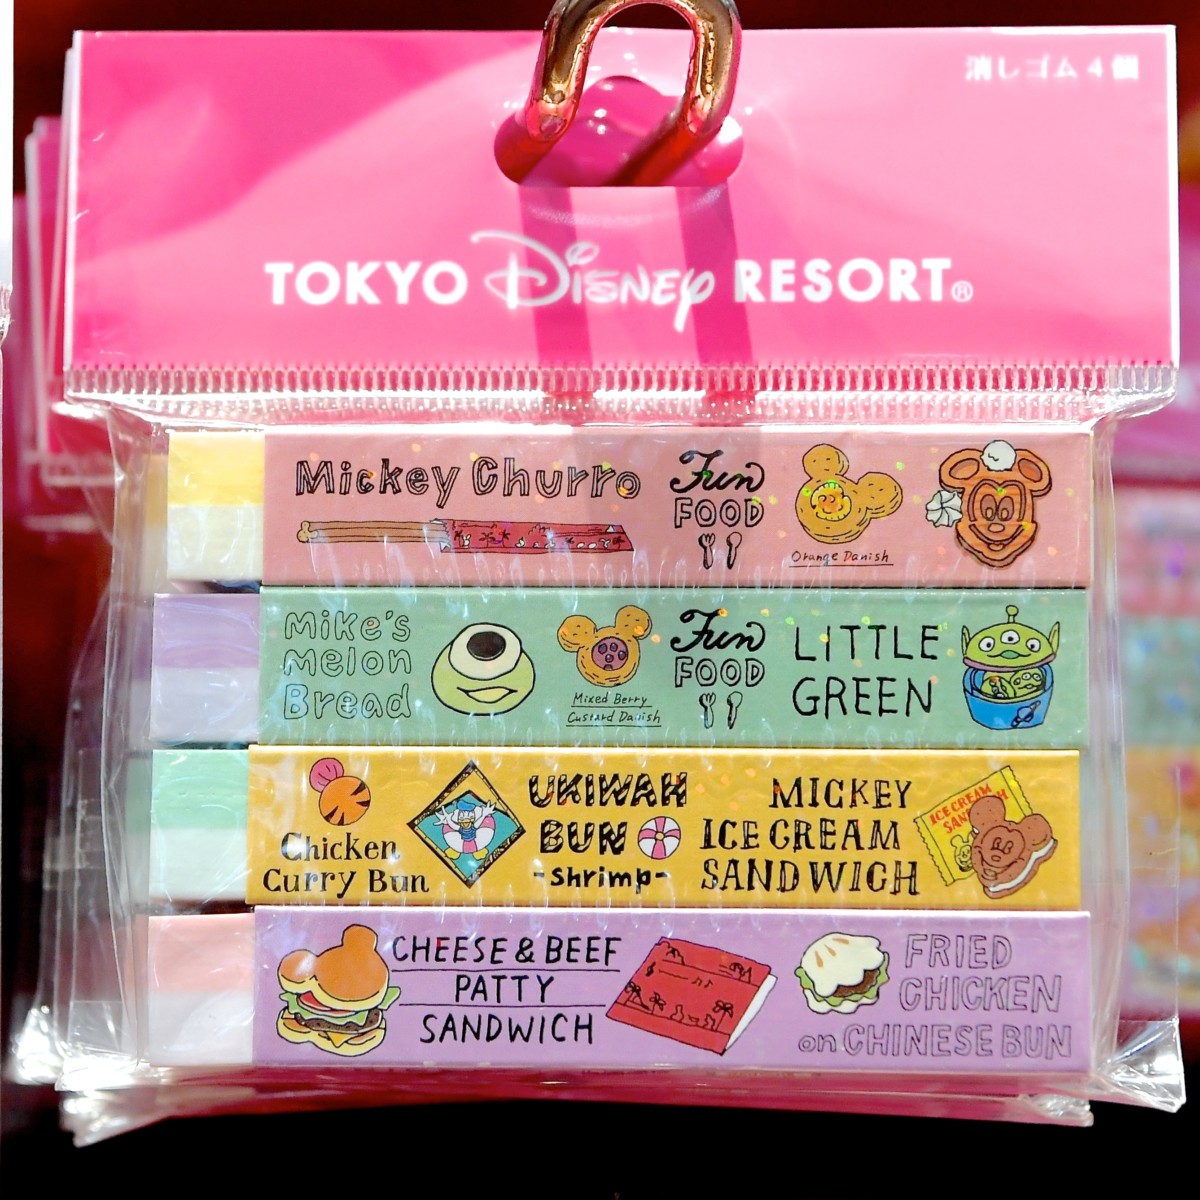 消しゴム4個
TOKYO Disney RESORT®
Mickey Churro
Fun
FOOD
Orange Danish
Mike's
Melon
Bread
Mixed Berry
Custard Danish
Fun
FOOD
LITTLE
GREEN
Chicken
Curry Bun
UKIWAH
BUN
-shrimp-
MICKEY
ICE CREAM
SANDWICH
ICE CREAM
CHEESE & BEEF
PATTY
SANDWICH
FRIED
CHICKEN
on CHINESE BUN